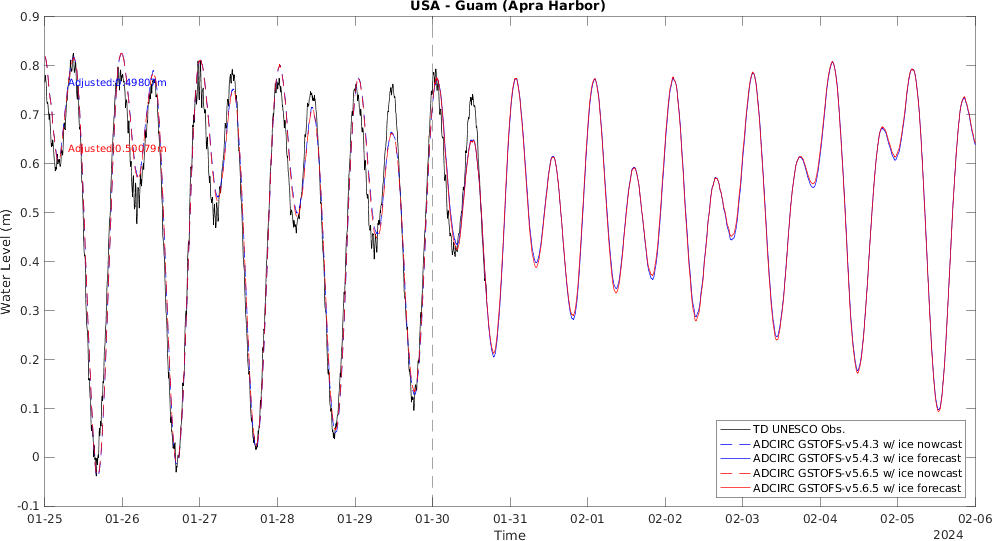 USA - Guam (Apra Harbor)
0.9
0.8
0.7
0.6
0.5
0.4
0.3
0.2
0.1
0
-0.1
Water Level (m)
Adjusted:0.49807m
Adjusted:0.50079m
TD UNESCO Obs.
ADCIRC GSTOFS-v5.4.3 w/ ice nowcast
ADCIRC GSTOFS-v5.4.3 w/ ice forecast
ADCIRC GSTOFS-v5.6.5 w/ ice nowcast
ADCIRC GSTOFS-v5.6.5 w/ ice forecast
01-25 01-26 01-27 01-28 01-29 01-30 01-31 02-01 02-02 02-03 02-04 02-05 02-06
Time
2024